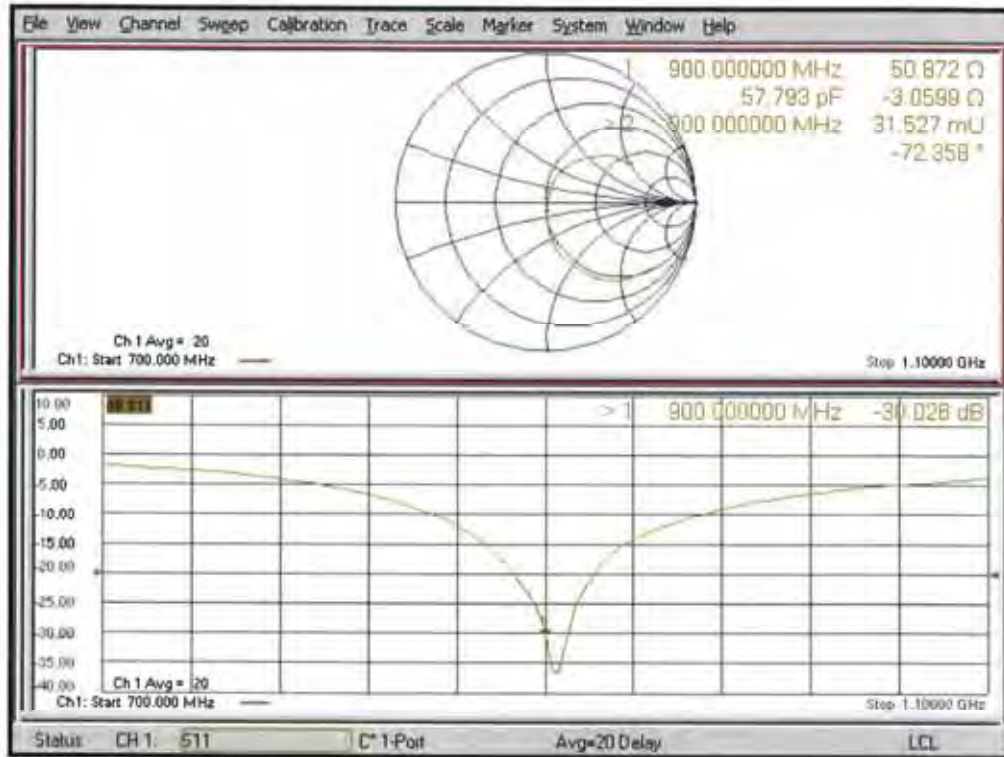 File View Channel Sweep Calibration Trace Scale Marker System Window Help
1 900.000000 MHz 50.872 Ω
57.793 pF -3.0599 Ω
> 2 900.000000 MHz 31.527 mU
-72.358 °
Ch 1 Avg = 20
Ch1: Start 700.000 MHz
Stop 1.10000 GHz
10.00
> 1 900.000000 MHz -30.026 dB
5.00
0.00
-5.00
-10.00
-15.00
-20.00
-25.00
-30.00
-35.00
-40.00
Ch 1 Avg = 20
Ch1: Start 700.000 MHz
Stop 1.10000 GHz
Status CH 1: S11 C* 1-Port Avg=20 Delay LCL